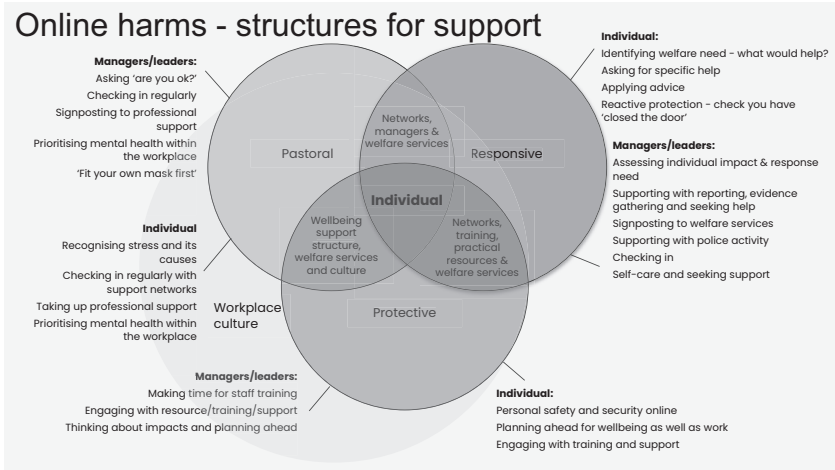 Online harms - structures for support
Managers/leaders:
Asking ‘are you ok?’
Checking in regularly
Signposting to professional
support
Prioritising mental health within
the workplace
‘Fit your own mask first’
Individual
Recognising stress and its
causes
Checking in regularly with
support networks
Taking up professional support
Prioritising mental health within
the workplace
Managers/leaders:
Making time for staff training
Engaging with resource/training/support
Thinking about impacts and planning ahead
Workplace
culture
Pastoral
Networks,
managers &
welfare services
Responsive
Individual
Wellbeing
support
structure,
welfare services
and culture
Networks,
training,
practical
resources &
welfare services
Protective
Individual:
Identifying welfare need - what would help?
Asking for specific help
Applying advice
Reactive protection - check you have
‘closed the door’
Managers/leaders:
Assessing individual impact & response
need
Supporting with reporting, evidence
gathering and seeking help
Signposting to welfare services
Supporting with police activity
Checking in
Self-care and seeking support
Individual:
Personal safety and security online
Planning ahead for wellbeing as well as work
Engaging with training and support